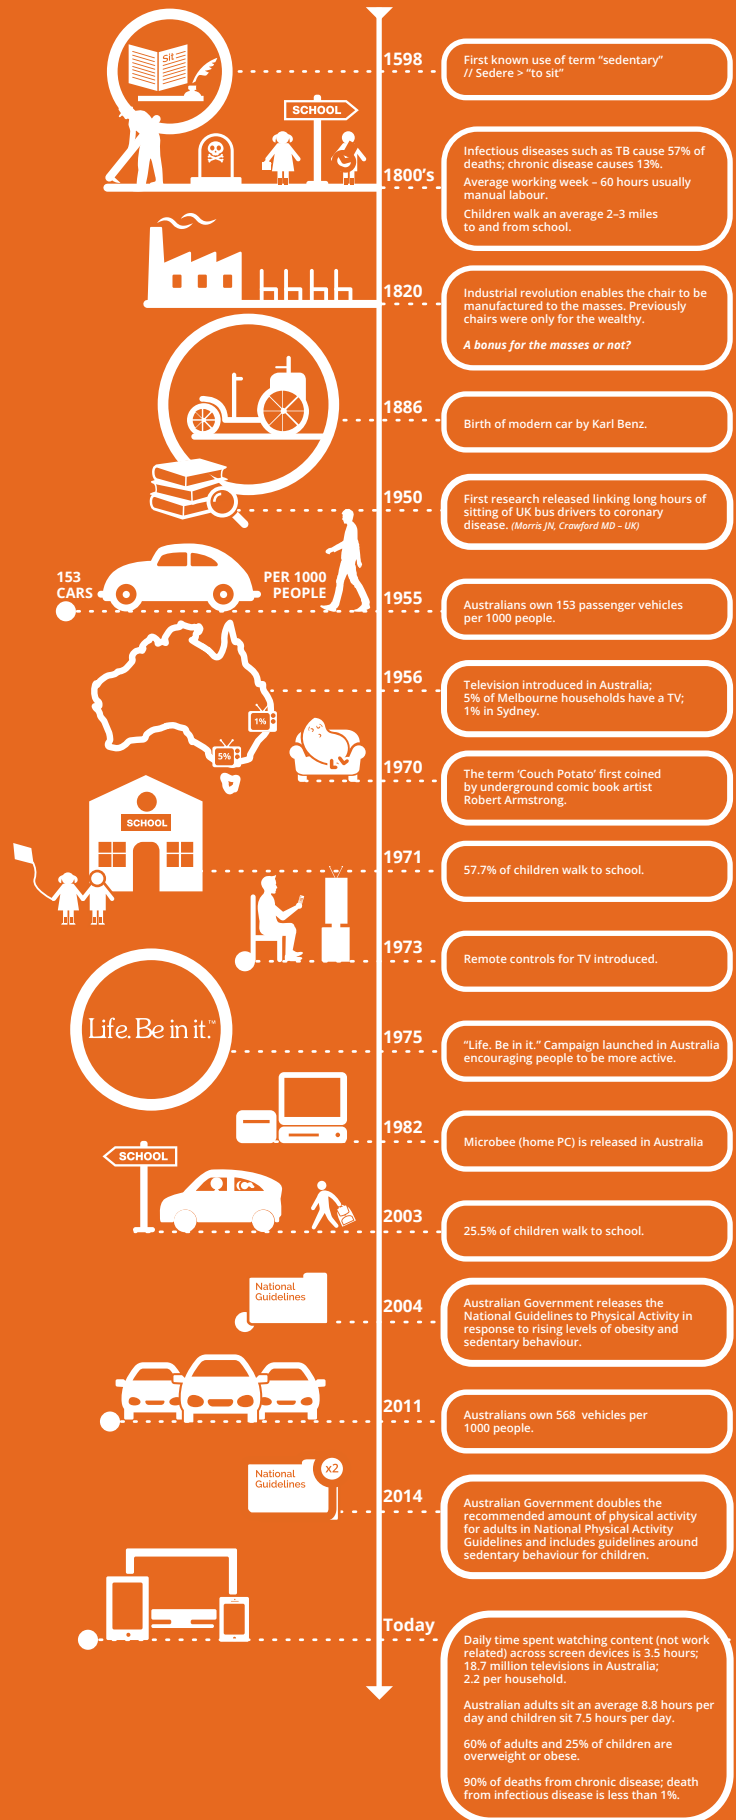 sit
1598
First known use of term “sedentary”
// Sedere > “to sit”
SCHOOL
1800’s
Infectious diseases such as TB cause 57% of
deaths; chronic disease causes 13%.
Average working week – 60 hours usually
manual labour.
Children walk an average 2–3 miles
to and from school.
1820
Industrial revolution enables the chair to be
manufactured to the masses. Previously
chairs were only for the wealthy.
A bonus for the masses or not?
1886
Birth of modern car by Karl Benz.
1950
First research released linking long hours of
sitting of UK bus drivers to coronary
disease. (Morris JN, Crawford MD – UK)
153
CARS
PER 1000
PEOPLE
1955
Australians own 153 passenger vehicles
per 1000 people.
1956
Television introduced in Australia;
5% of Melbourne households have a TV;
1% in Sydney.
1%
5%
1970
The term ‘Couch Potato’ first coined
by underground comic book artist
Robert Armstrong.
SCHOOL
1971
57.7% of children walk to school.
1973
Remote controls for TV introduced.
Life. Be in it.™
1975
“Life. Be in it.” Campaign launched in Australia
encouraging people to be more active.
1982
Microbee (home PC) is released in Australia
SCHOOL
2003
25.5% of children walk to school.
National
Guidelines
2004
Australian Government releases the
National Guidelines to Physical Activity in
response to rising levels of obesity and
sedentary behaviour.
2011
Australians own 568 vehicles per
1000 people.
National
Guidelines
x2
2014
Australian Government doubles the
recommended amount of physical activity
for adults in National Physical Activity
Guidelines and includes guidelines around
sedentary behaviour for children.
Today
Daily time spent watching content (not work
related) across screen devices is 3.5 hours;
18.7 million televisions in Australia;
2.2 per household.
Australian adults sit an average 8.8 hours per
day and children sit 7.5 hours per day.
60% of adults and 25% of children are
overweight or obese.
90% of deaths from chronic disease; death
from infectious disease is less than 1%.